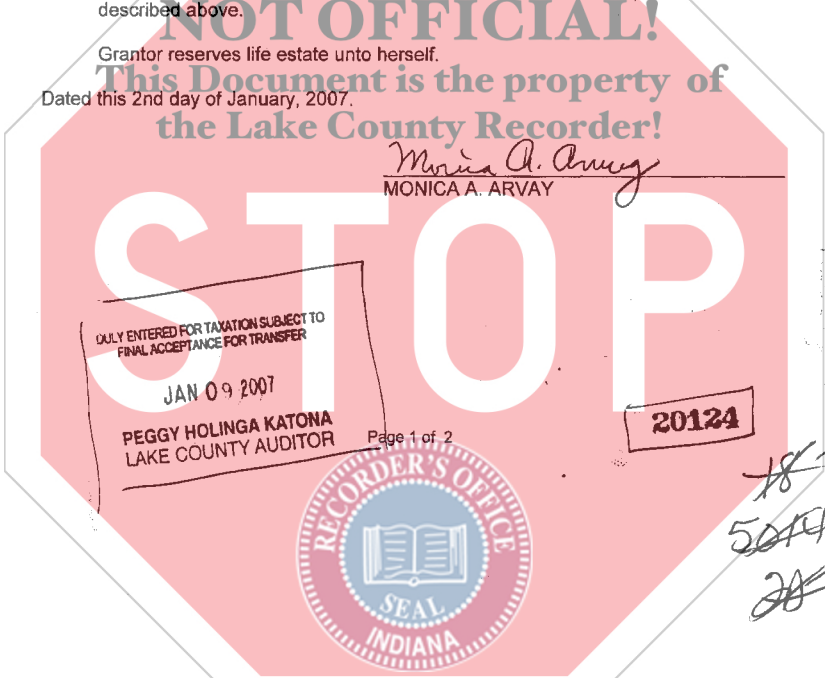 described above.
NOT OFFICIAL!
Grantor reserves life estate unto herself.
This Document is the property of
Dated this 2nd day of January, 2007.
the Lake County Recorder!
Monica A. Arvay
MONICA A. ARVAY
STOP
DULY ENTERED FOR TAXATION SUBJECT TO
FINAL ACCEPTANCE FOR TRANSFER
JAN 09 2007
PEGGY HOLINGA KATONA
LAKE COUNTY AUDITOR
Page 1 of 2
20124
18-
RECORDER'S OFFICE
SEAL
INDIANA